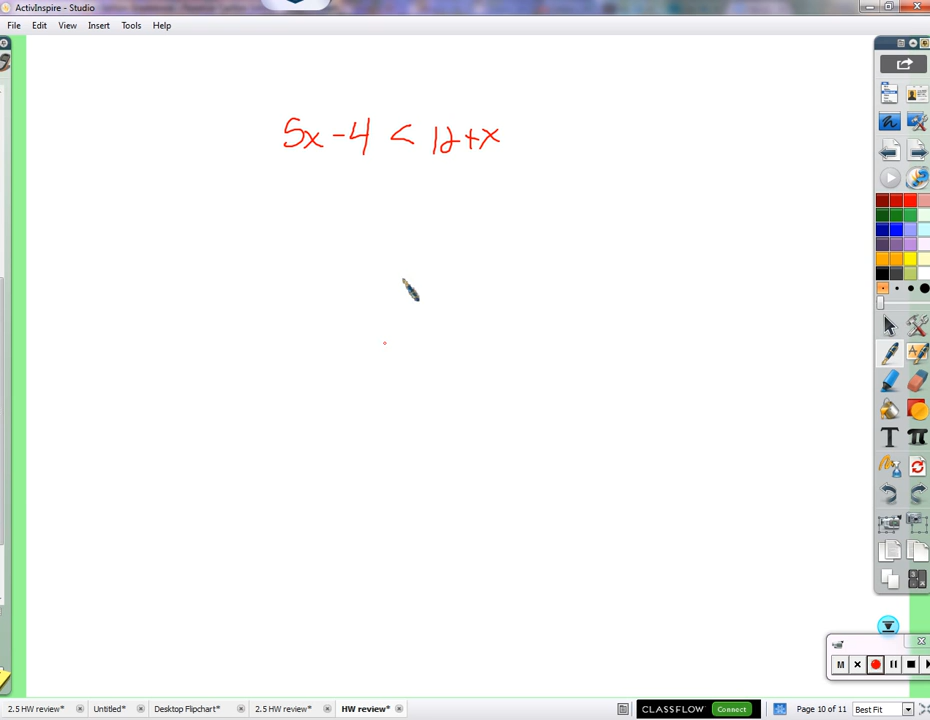 ActivInspire - Studio
File Edit View Insert Tools Help
5x - 4 < 12 + x
M
2.5 HW review* Untitled* Desktop Flipchart* 2.5 HW review* HW review* CLASSFLOW Connect Page 10 of 11 Best Fit